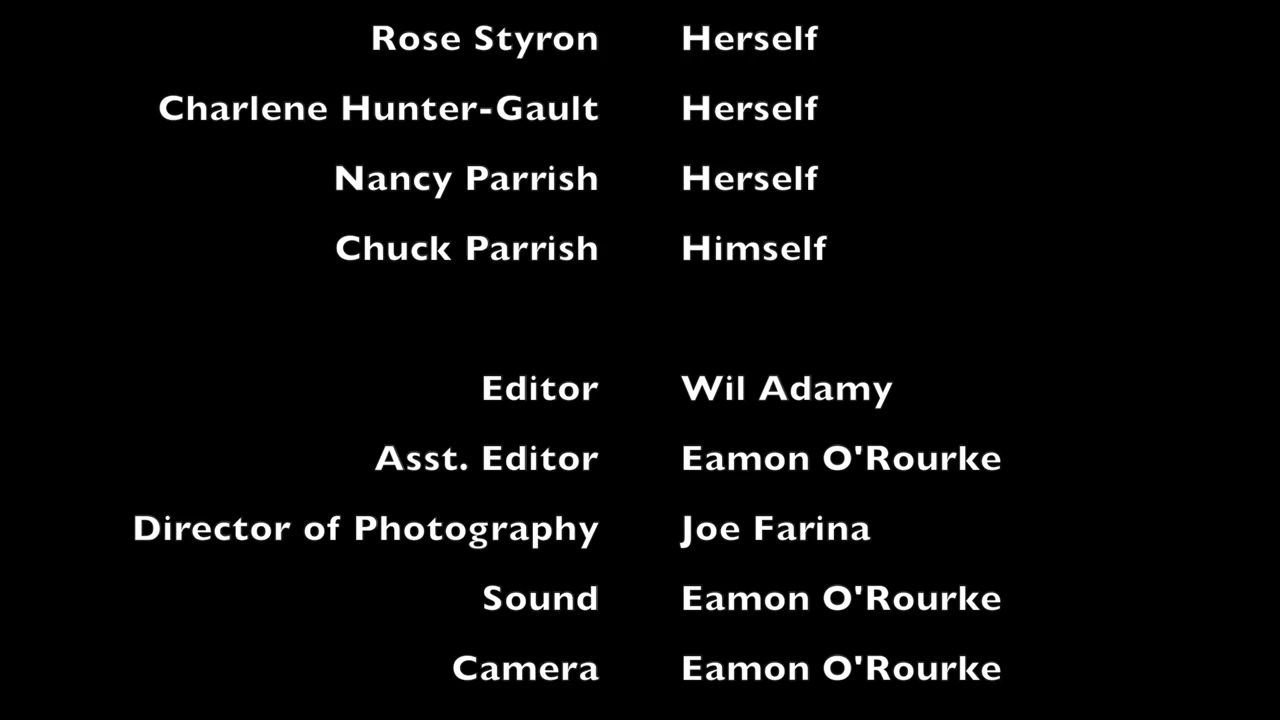 Rose Styron Herself
Charlene Hunter-Gault Herself
Nancy Parrish Herself
Chuck Parrish Himself
Editor Wil Adamy
Asst. Editor Eamon O'Rourke
Director of Photography Joe Farina
Sound Eamon O'Rourke
Camera Eamon O'Rourke